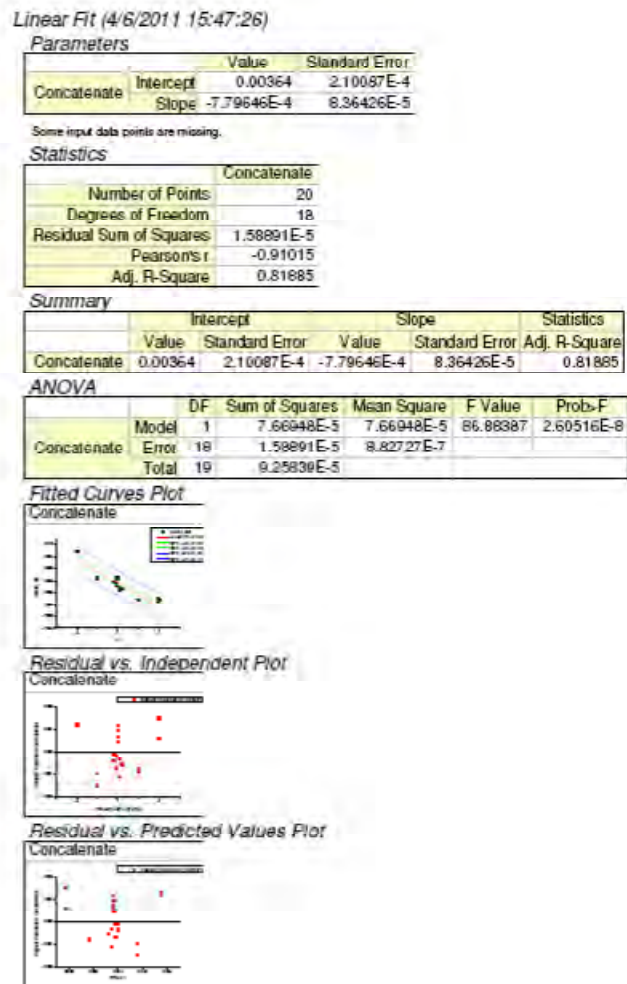 Linear Fit (4/6/2011 15:47:26)
Parameters
Value Standard Error
Concatenate Intercept 0.00364 2.10087E-4
Slope -7.79646E-4 8.36426E-5
Some input data points are missing.
Statistics
Concatenate
Number of Points 20
Degrees of Freedom 18
Residual Sum of Squares 1.58891E-5
Pearson's r -0.91015
Adj. R-Square 0.81885
Summary
Intercept Slope Statistics
Value Standard Error Value Standard Error Adj. R-Square
Concatenate 0.00364 2.10087E-4 -7.79646E-4 8.36426E-5 0.81885
ANOVA
DF Sum of Squares Mean Square F Value Prob>F
Model 1 7.66948E-5 7.66948E-5 86.88387 2.60516E-8
Concatenate Error 18 1.58891E-5 8.82727E-7
Total 19 9.25839E-5
Fitted Curves Plot
Concatenate
Residual vs. Independent Plot
Concatenate
Residual vs. Predicted Values Plot
Concatenate